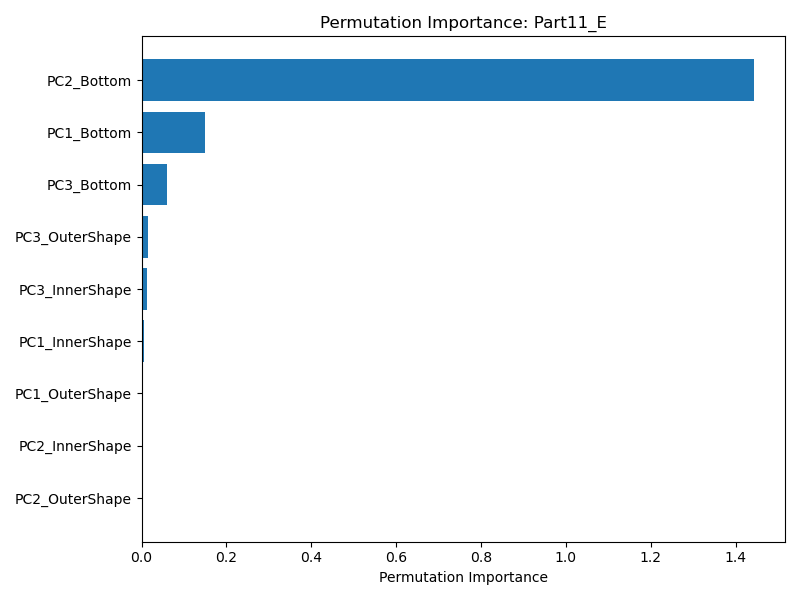 Permutation Importance: Part11_E
PC2_Bottom
PC1_Bottom
PC3_Bottom
PC3_OuterShape
PC3_InnerShape
PC1_InnerShape
PC1_OuterShape
PC2_InnerShape
PC2_OuterShape
0.0 0.2 0.4 0.6 0.8 1.0 1.2 1.4
Permutation Importance